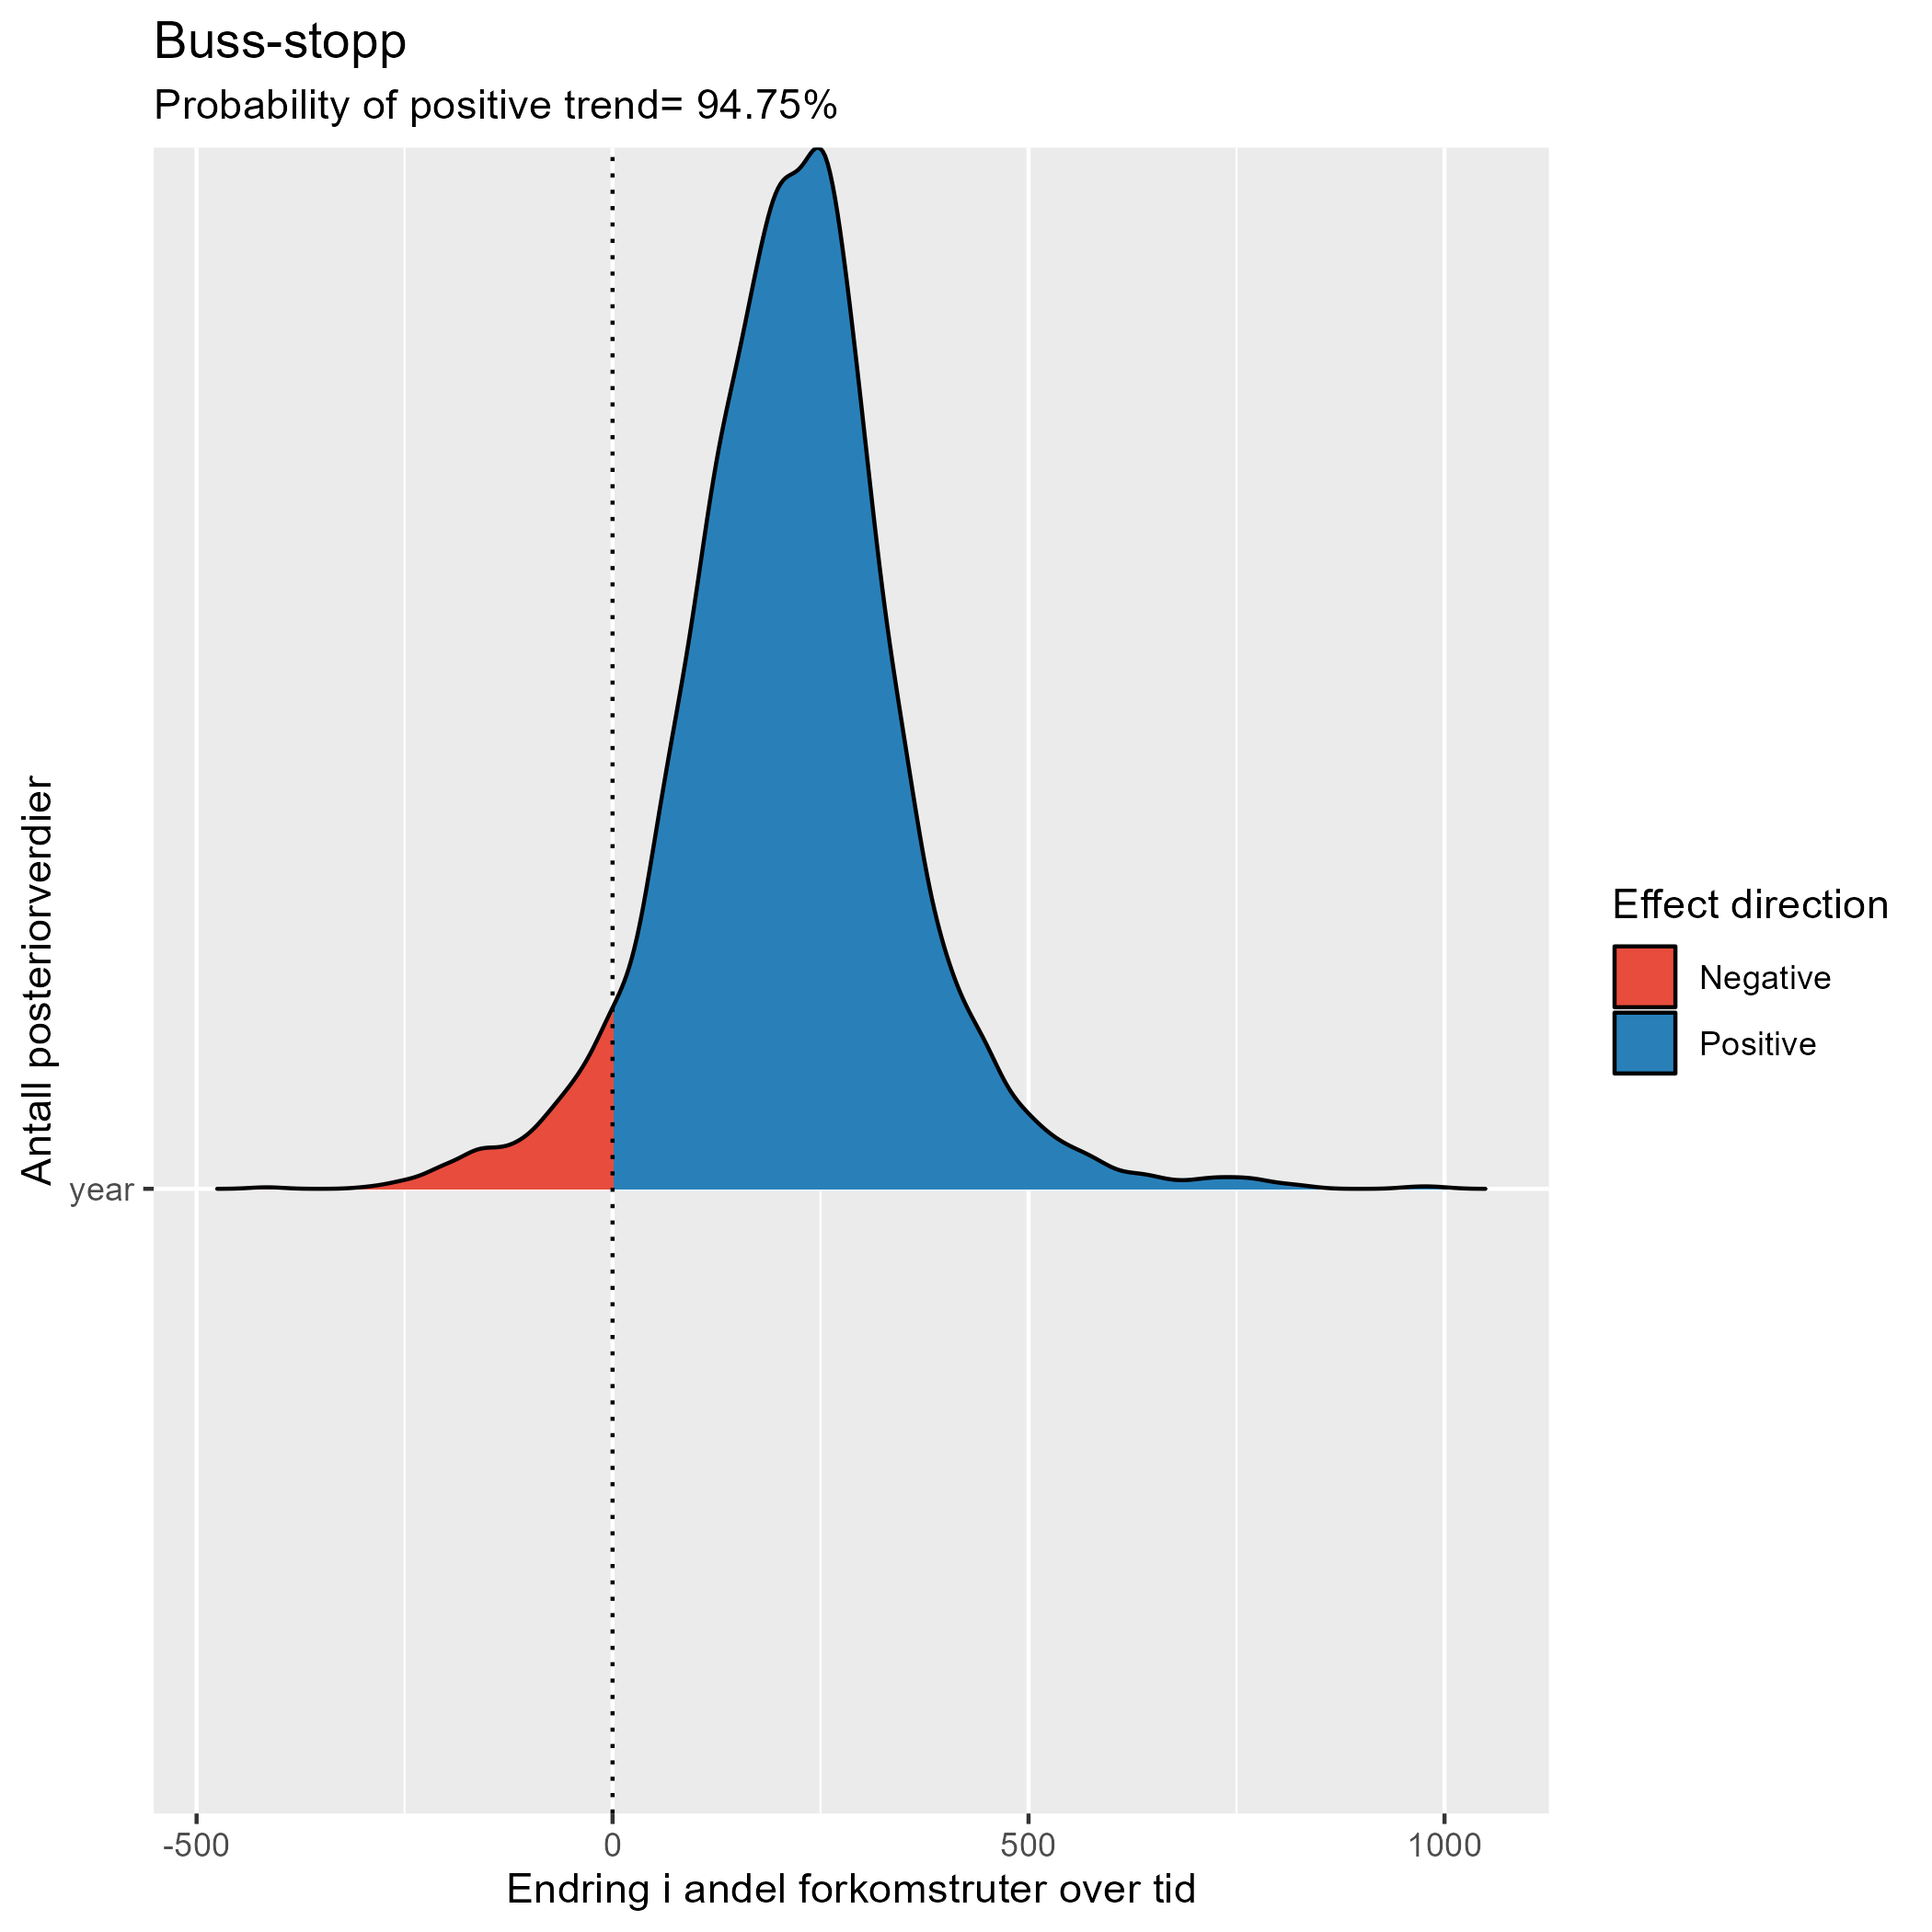 Buss-stopp
Probability of positive trend= 94.75%
Antall posteriorverdier
year
-500
0
500
1000
Endring i andel forkomstruter over tid
Effect direction
Negative
Positive